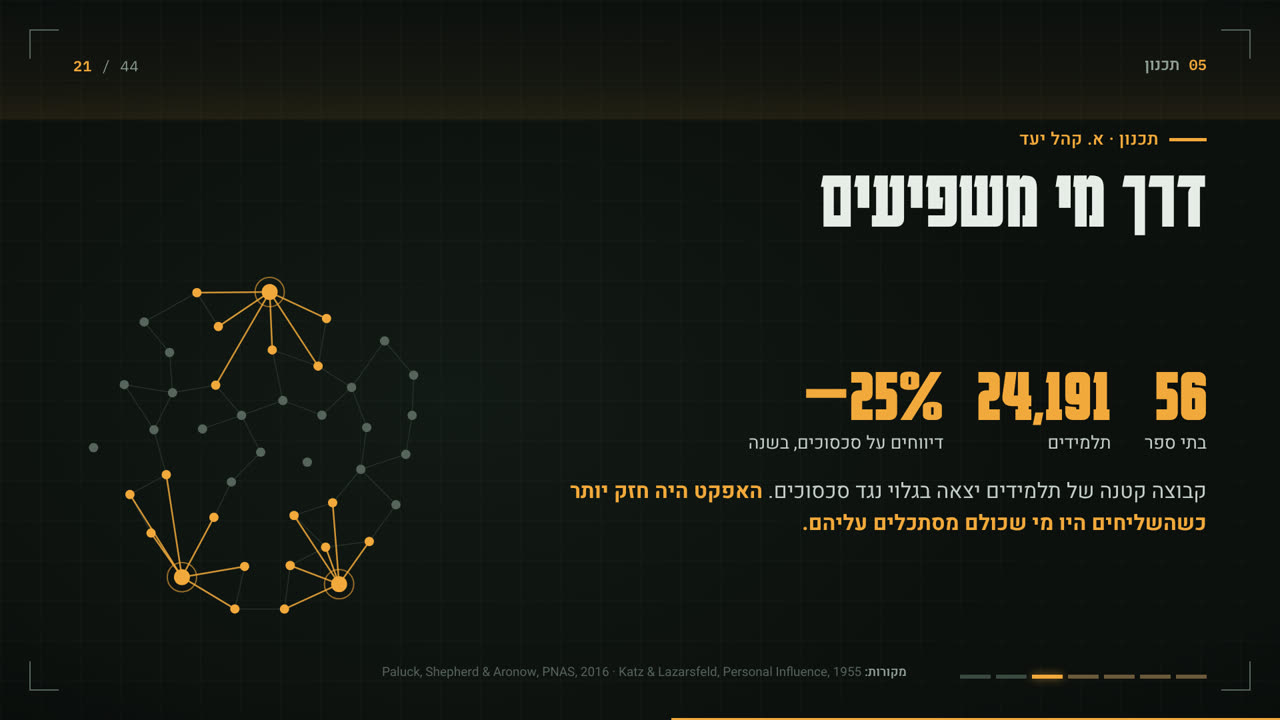 05 תכנון
21 / 44
תכנון · א. קהל יעד
דרך מי משפיעים
56
בתי ספר
24,191
תלמידים
—25%
דיווחים על סכסוכים, בשנה
קבוצה קטנה של תלמידים יצאה בגלוי נגד סכסוכים. האפקט היה חזק יותר
כשהשליחים היו מי שכולם מסתכלים עליהם.
מקורות: Paluck, Shepherd & Aronow, PNAS, 2016 · Katz & Lazarsfeld, Personal Influence, 1955